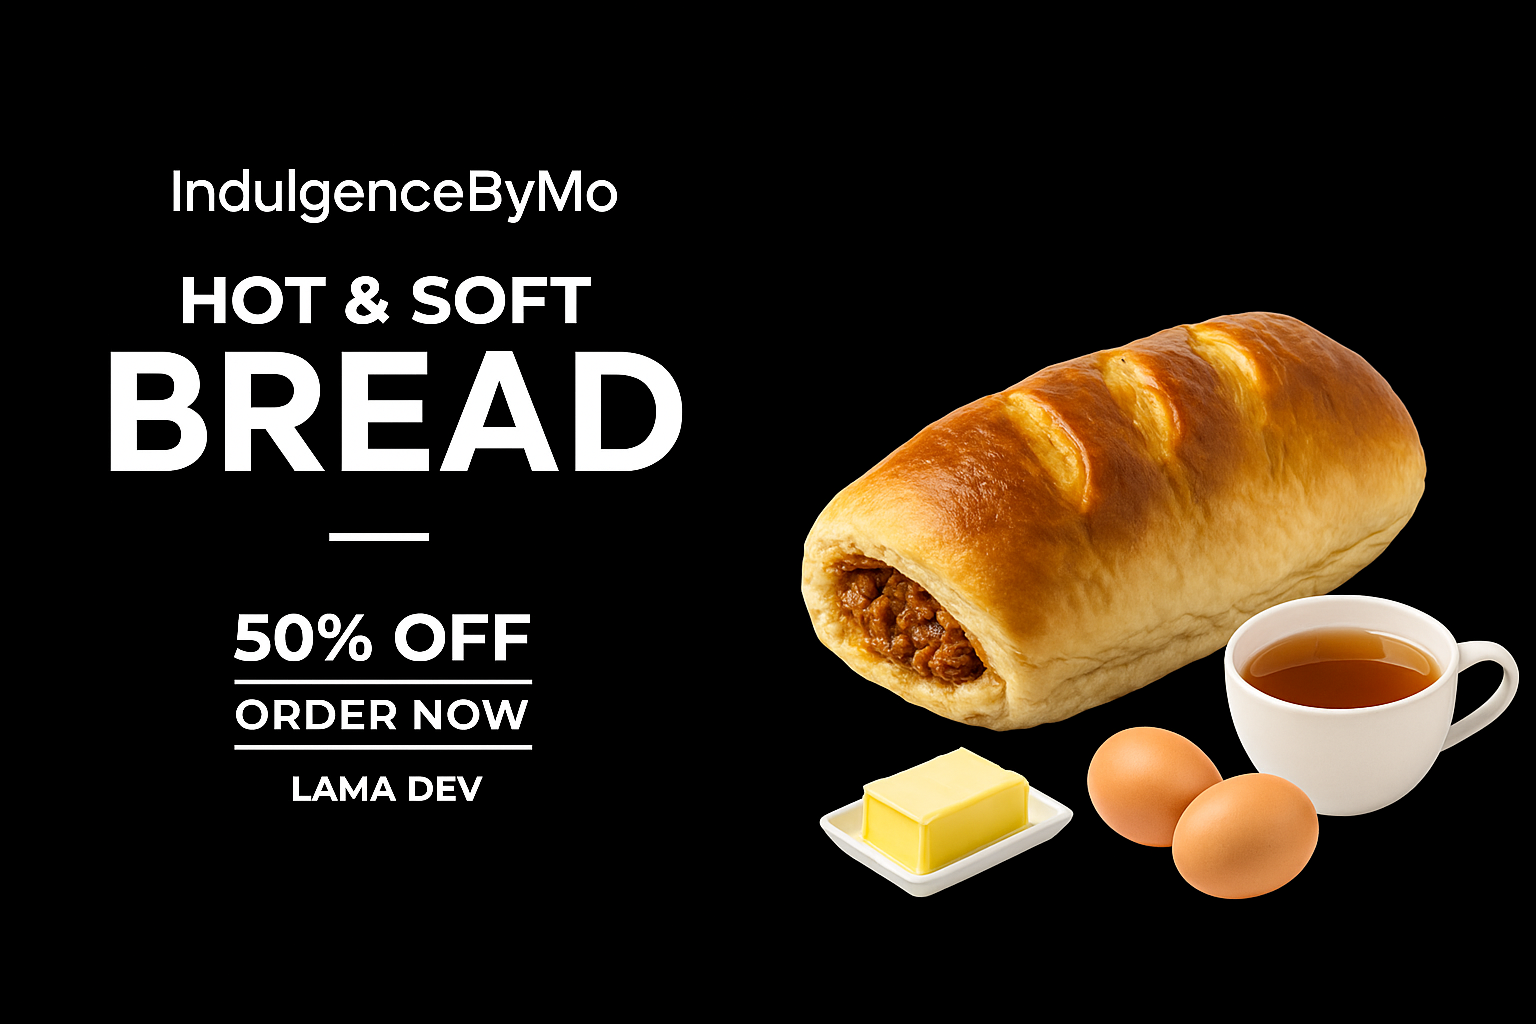 IndulgenceByMo
HOT & SOFT
BREAD
50% OFF
ORDER NOW
LAMA DEV